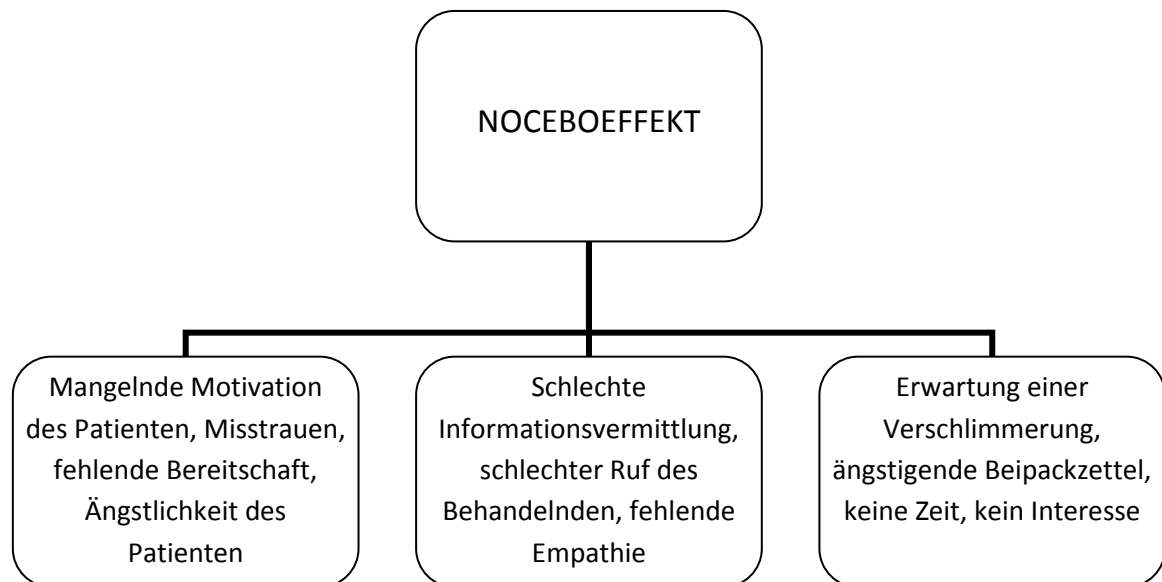 NOCEBOEFFEKT
Mangelnde Motivation
des Patienten, Misstrauen,
fehlende Bereitschaft,
Ängstlichkeit des
Patienten
Schlechte
Informationsvermittlung,
schlechter Ruf des
Behandelnden, fehlende
Empathie
Erwartung einer
Verschlimmerung,
ängstigende Beipackzettel,
keine Zeit, kein Interesse